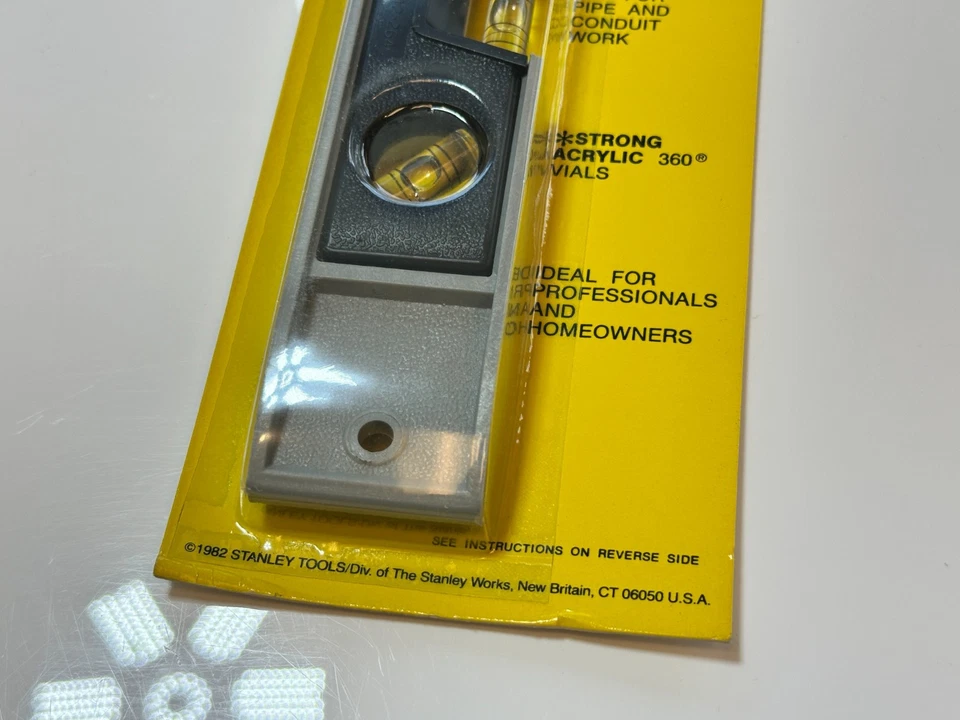 PIPE AND
CONDUIT
WORK
*STRONG
ACRYLIC 360®
VIALS
IDEAL FOR
PROFESSIONALS
AND
HOMEOWNERS
SEE INSTRUCTIONS ON REVERSE SIDE
©1982 STANLEY TOOLS/Div. of The Stanley Works, New Britain, CT 06050 U.S.A.